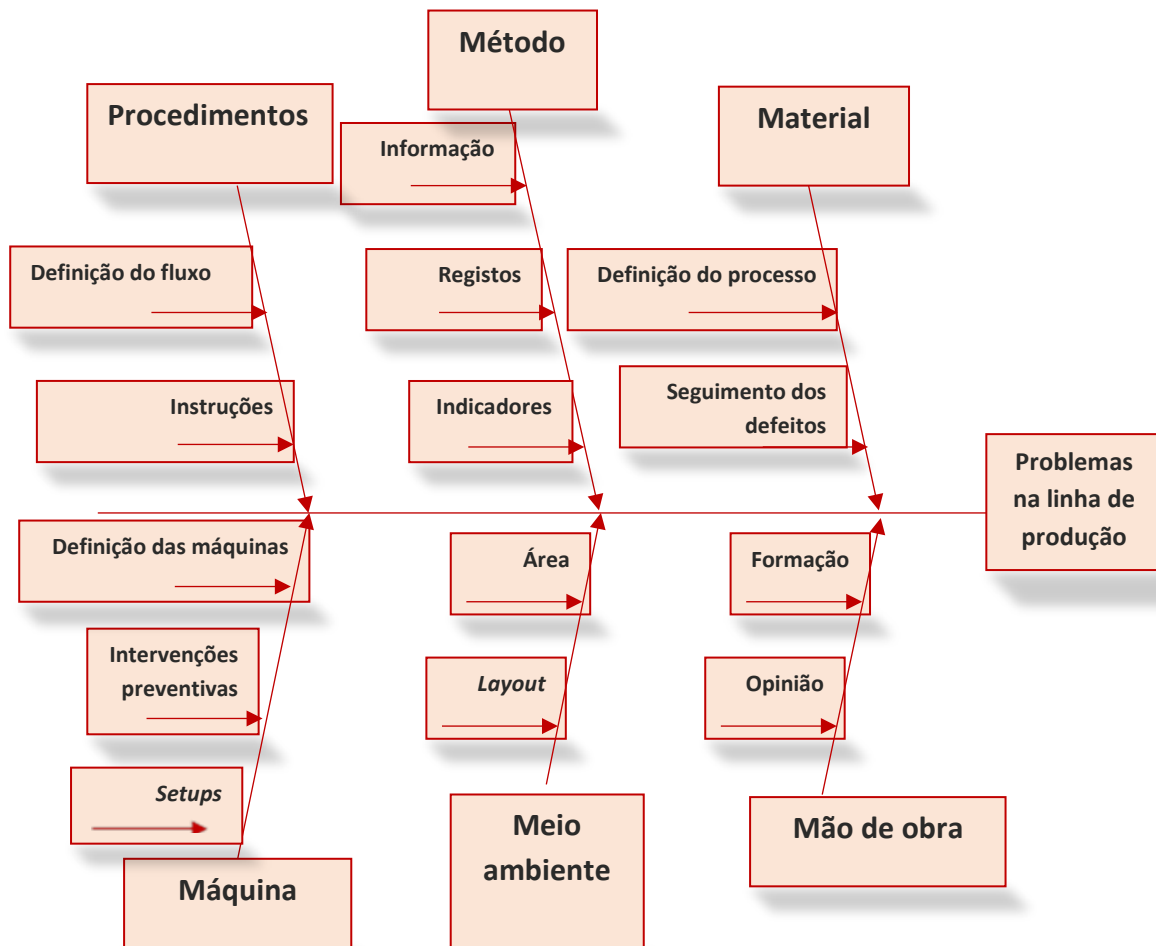 Método
Procedimentos
Material
Informação
Definição do fluxo
Registos
Definição do processo
Instruções
Indicadores
Seguimento dos
defeitos
Problemas
na linha de
produção
Definição das máquinas
Área
Formação
Intervenções
preventivas
Layout
Opinião
Setups
Meio
ambiente
Mão de obra
Máquina